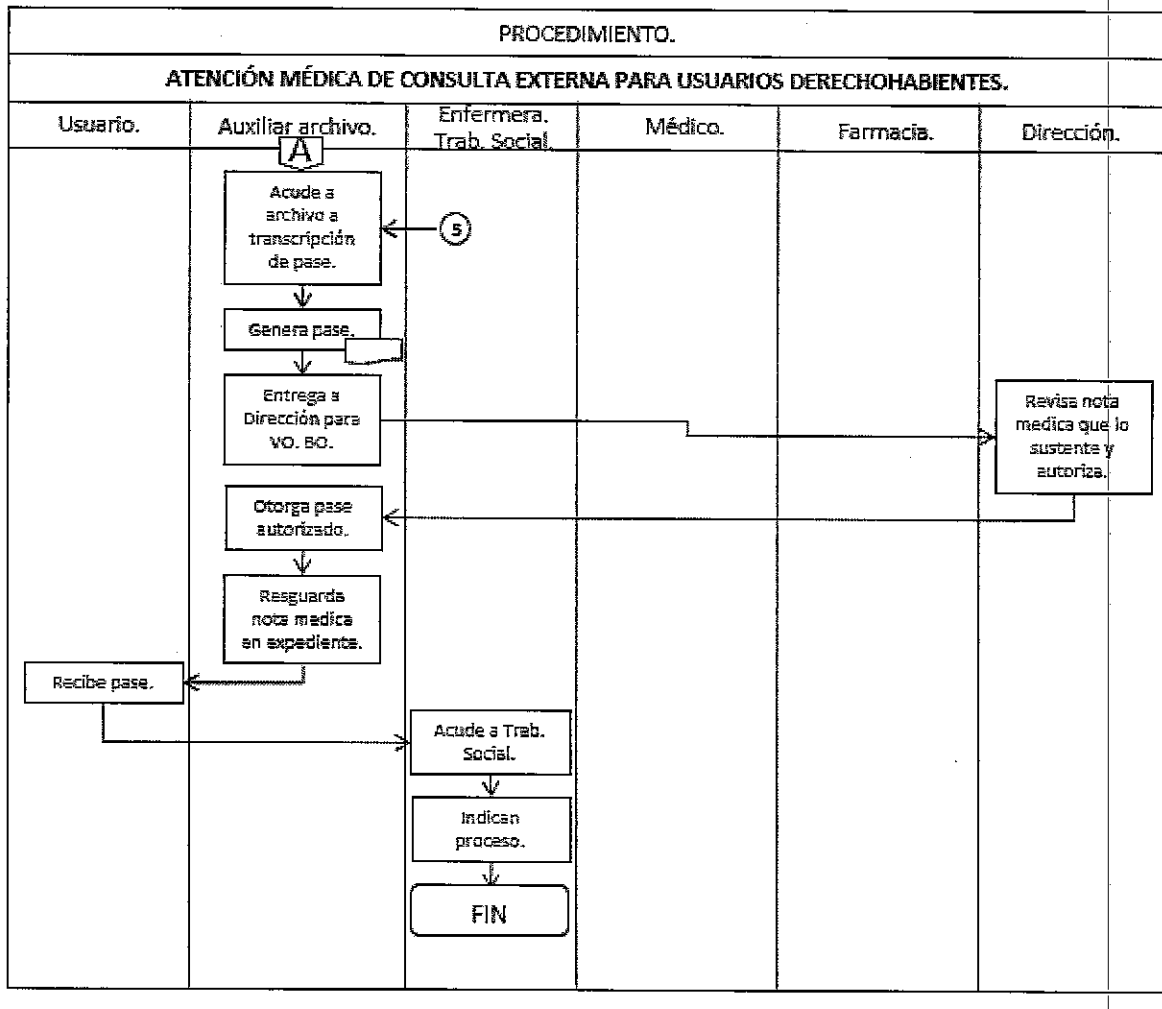 PROCEDIMIENTO.
ATENCIÓN MÉDICA DE CONSULTA EXTERNA PARA USUARIOS DERECHOHABIENTES.
Usuario.
Auxiliar archivo.
Enfermera.
Trab. Social.
Médico.
Farmacia.
Dirección.
A
Acude a
archivo a
transcripción
de pase.
5
Genera pase.
Entrega a
Dirección para
VO. BO.
Revisa nota
medica que lo
sustente y
autoriza.
Otorga pase
autorizado.
Resguarda
nota medica
en expediente.
Recibe pase.
Acude a Trab.
Social.
Indican
proceso.
FIN